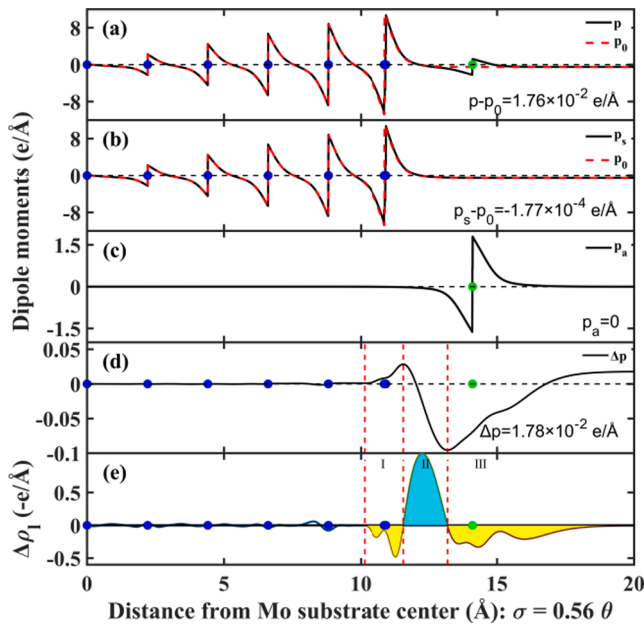 Dipole moments (e/Å)
(a)
8
0
-8
p
p₀
p-p₀=1.76×10⁻² e/Å
(b)
8
0
-8
pₛ
p₀
pₛ-p₀=-1.77×10⁻⁴ e/Å
(c)
1.5
0
-1.5
pₐ
pₐ=0
(d)
0.05
0
-0.05
-0.1
Δp
Δp=1.78×10⁻² e/Å
I II III
(e)
Δρ₁ (-e/Å)
0.5
0
-0.5
0 5 10 15 20
Distance from Mo substrate center (Å): σ = 0.56 θ